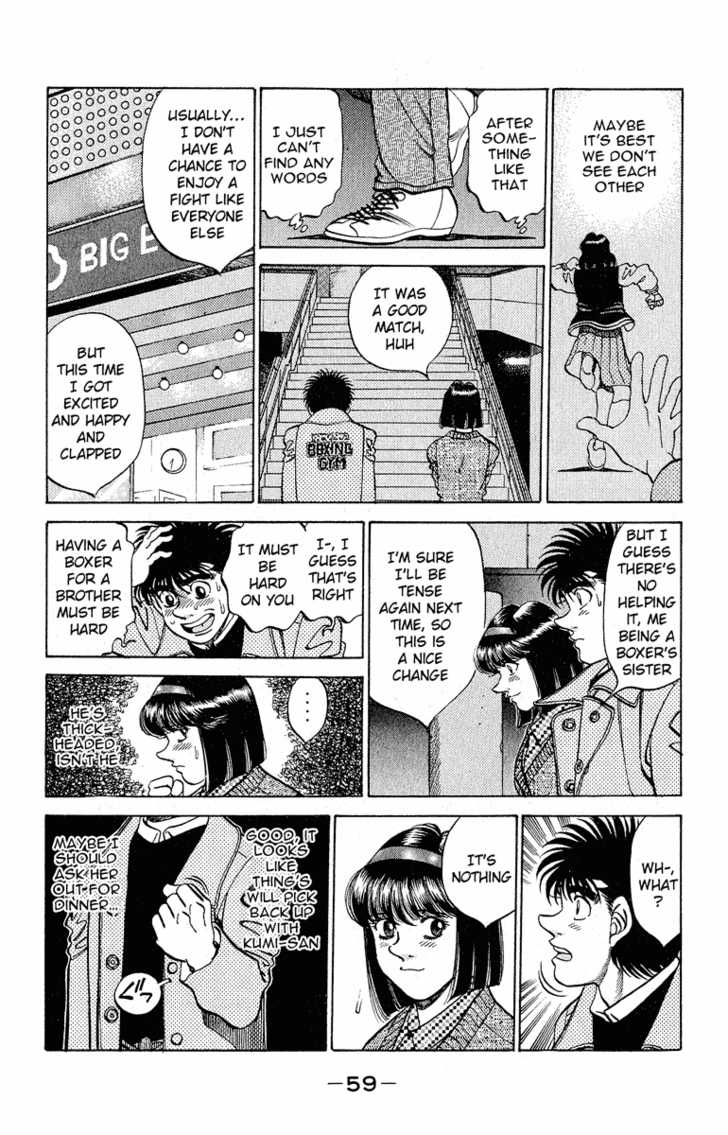 MAYBE
IT'S BEST
WE DON'T
SEE EACH
OTHER
AFTER
SOME-
THING
LIKE
THAT
I JUST
CAN'T
FIND ANY
WORDS
IT WAS
A GOOD
MATCH,
HUH
BOXING
GYM
USUALLY...
I DON'T
HAVE A
CHANCE TO
ENJOY A
FIGHT LIKE
EVERYONE
ELSE
BIG E
BUT
THIS TIME
I GOT
EXCITED
AND HAPPY
AND
CLAPPED
BUT I
GUESS
THERE'S
NO
HELPING
IT, ME
BEING A
BOXER'S
SISTER
I'M SURE
I'LL BE
TENSE
AGAIN NEXT
TIME, SO
THIS IS
A NICE
CHANGE
I-, I
GUESS
THAT'S
RIGHT
IT MUST
BE
HARD
ON YOU
HAVING A
BOXER
FOR A
BROTHER
MUST BE
HARD
....
HE'S
THICK-
HEADED,
ISN'T HE
WH-,
WHAT
?
IT'S
NOTHING
GOOD, IT
LOOKS
LIKE
THING'S
WILL PICK
BACK UP
WITH
KUMI-SAN
MAYBE I
SHOULD
ASK HER
OUT FOR
DINNER...
ぐっ
—59—